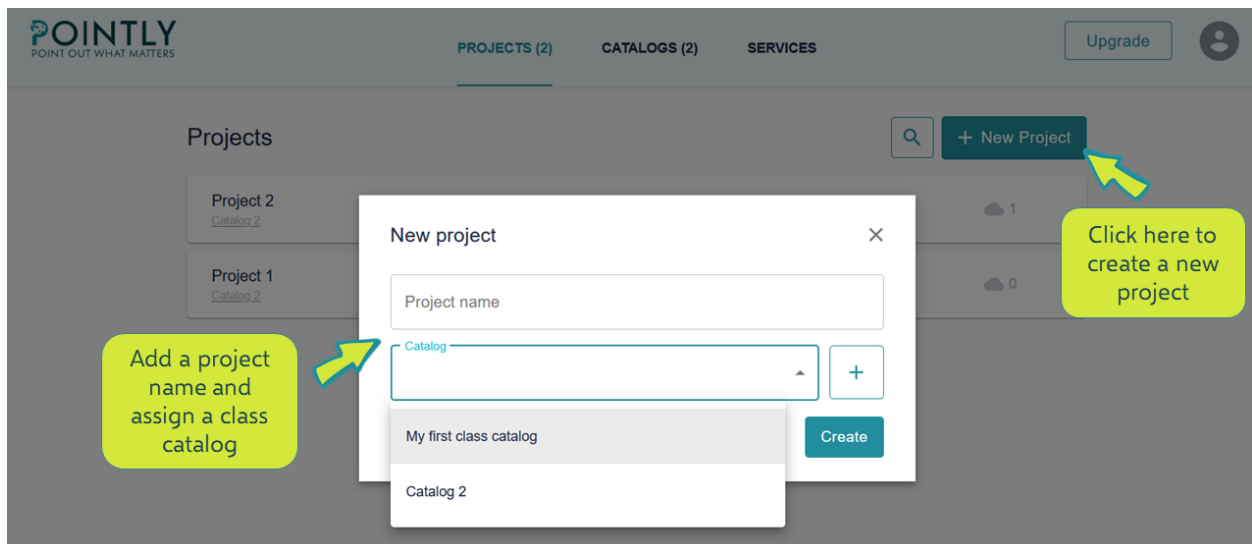 POINTLY
POINT OUT WHAT MATTERS
PROJECTS (2)
CATALOGS (2)
SERVICES
Upgrade
Projects
+ New Project
Project 2
Catalog 2
1
Project 1
Catalog 2
0
Click here to
create a new
project
New project
Project name
Catalog
+
Add a project
name and
assign a class
catalog
My first class catalog
Catalog 2
Create